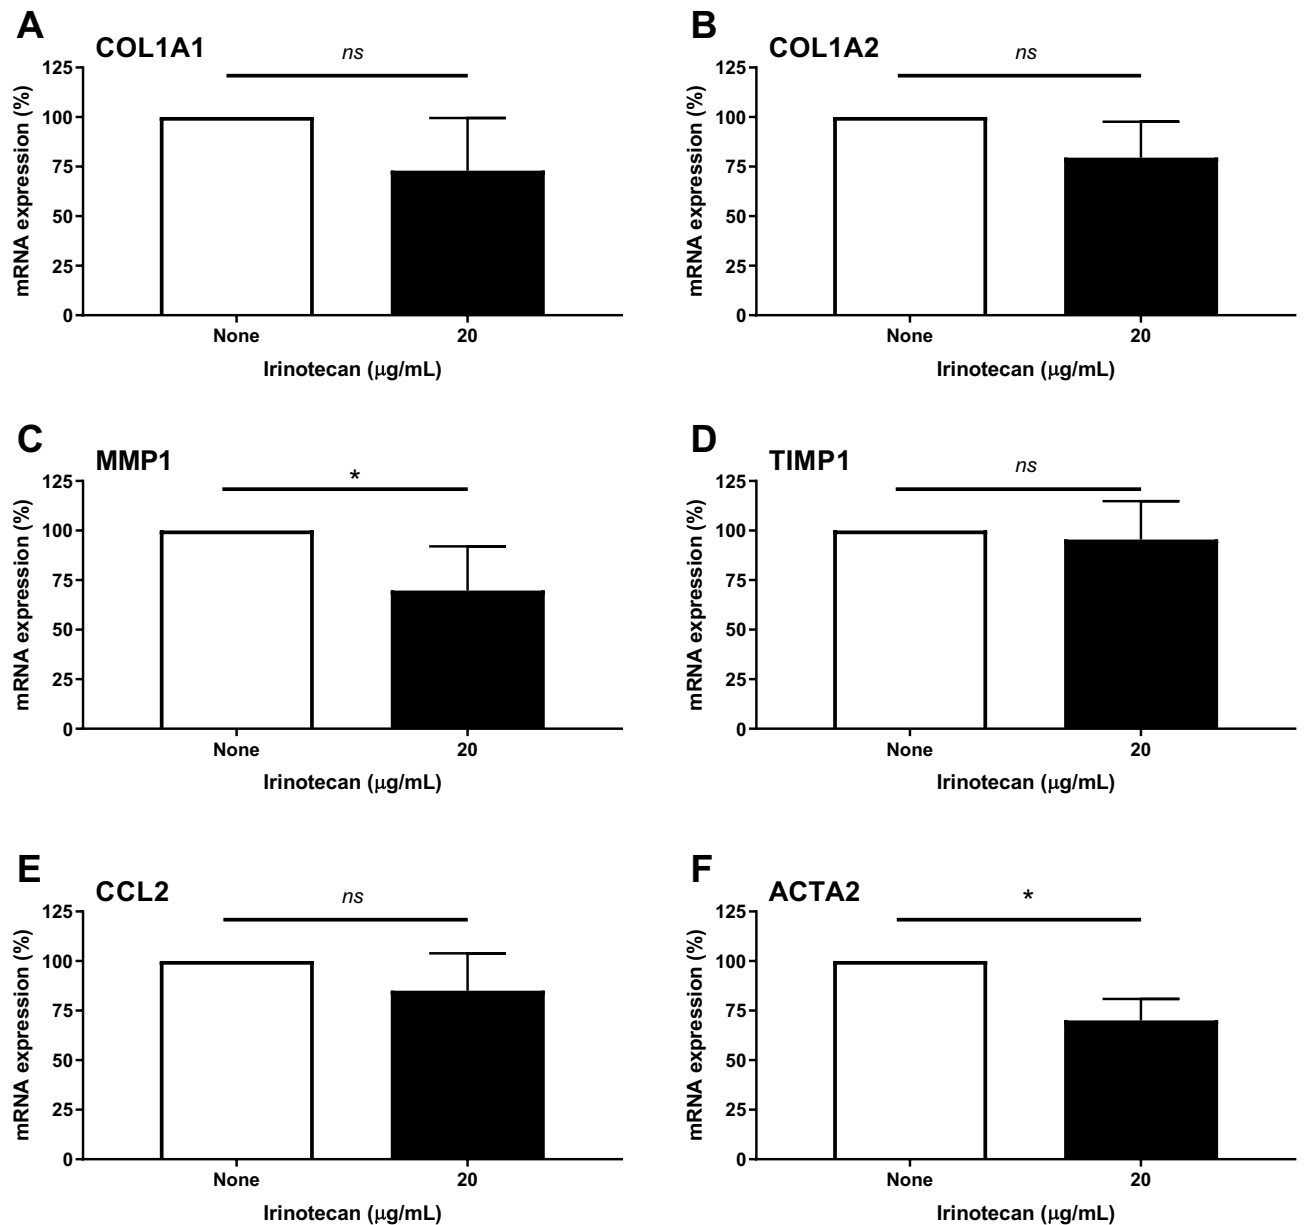 A
COL1A1
ns
125
100
75
50
25
0
mRNA expression (%)
None
20
Irinotecan (μg/mL)
B
COL1A2
ns
125
100
75
50
25
0
mRNA expression (%)
None
20
Irinotecan (μg/mL)
C
MMP1
*
125
100
75
50
25
0
mRNA expression (%)
None
20
Irinotecan (μg/mL)
D
TIMP1
ns
125
100
75
50
25
0
mRNA expression (%)
None
20
Irinotecan (μg/mL)
E
CCL2
ns
125
100
75
50
25
0
mRNA expression (%)
None
20
Irinotecan (μg/mL)
F
ACTA2
*
125
100
75
50
25
0
mRNA expression (%)
None
20
Irinotecan (μg/mL)